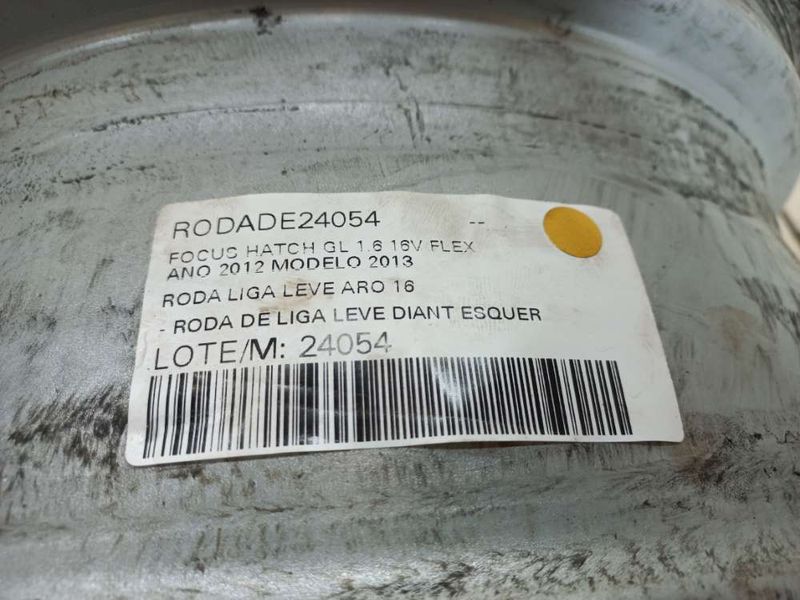 RODADE24054 --
FOCUS HATCH GL 1.6 16V FLEX
ANO 2012 MODELO 2013
RODA LIGA LEVE ARO 16
- RODA DE LIGA LEVE DIANT ESQUER
LOTE/M: 24054